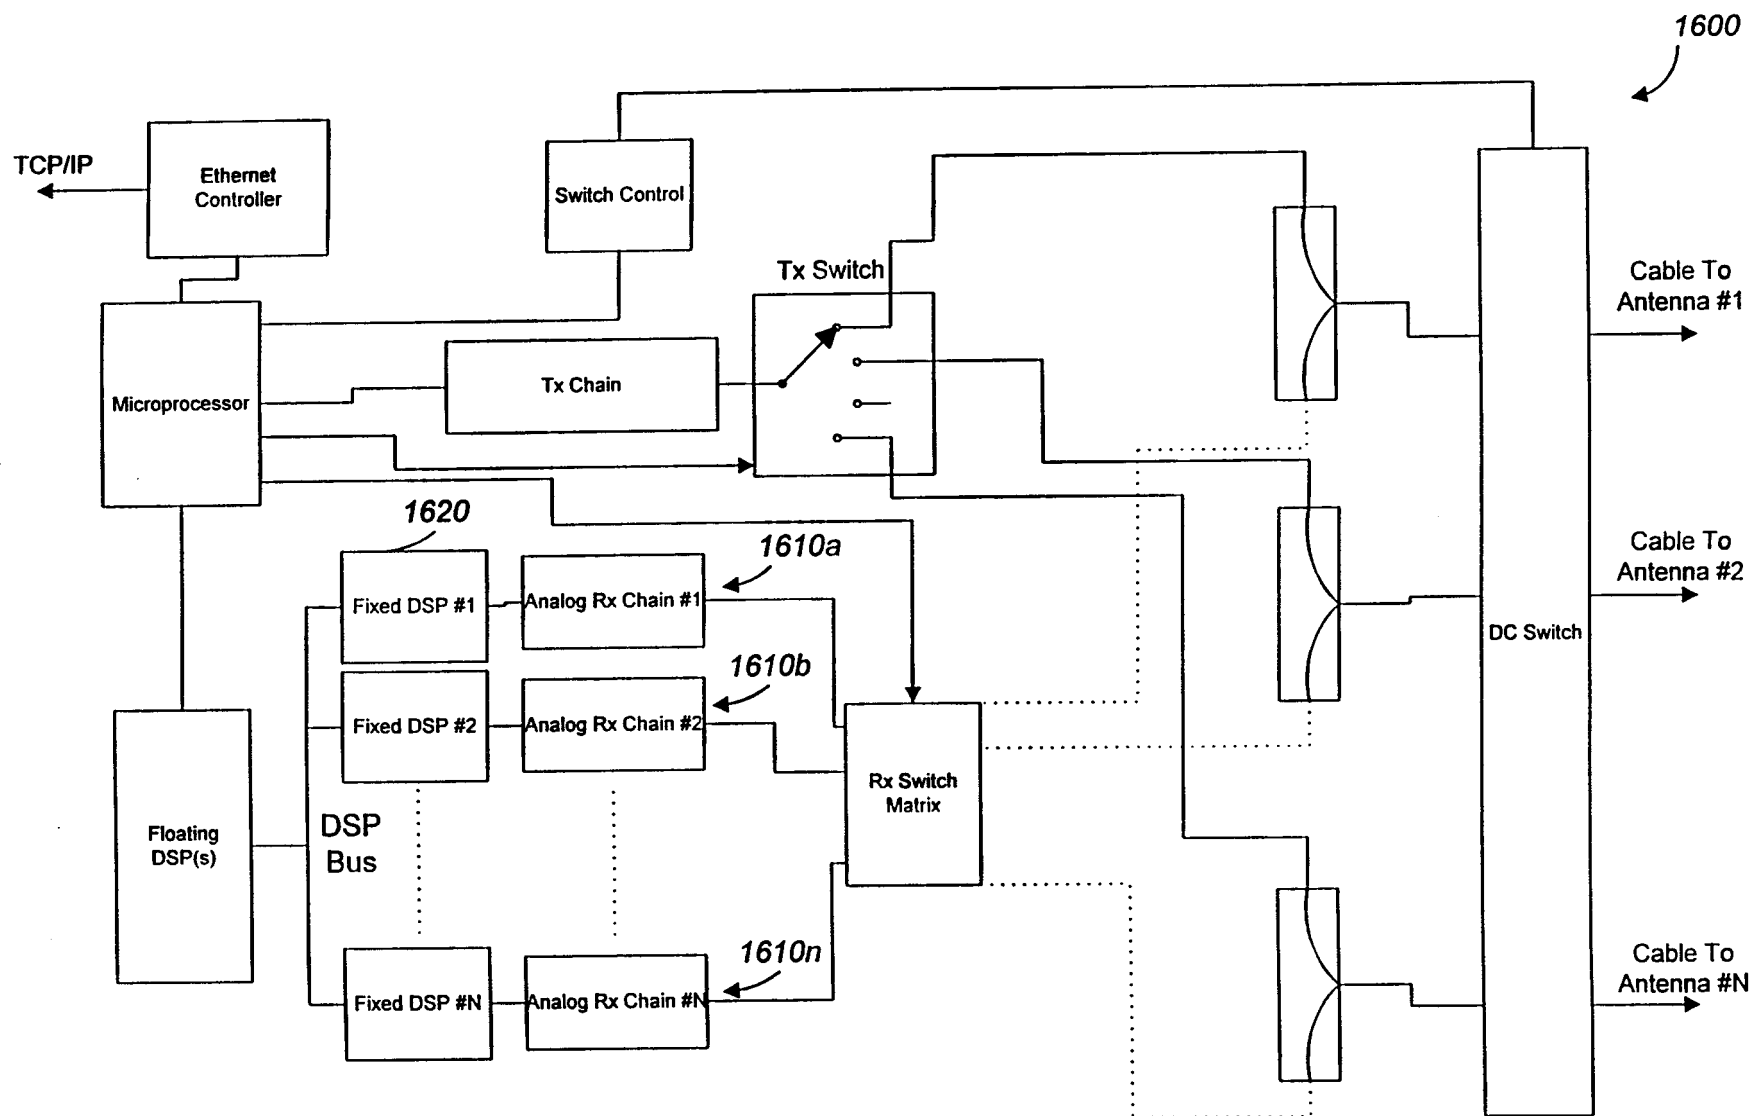 1600
TCP/IP
Ethernet
Controller
Switch Control
Tx Switch
Cable To
Antenna #1
Microprocessor
Tx Chain
1620
1610a
Fixed DSP #1
Analog Rx Chain #1
Cable To
Antenna #2
DC Switch
1610b
Fixed DSP #2
Analog Rx Chain #2
Rx Switch
Matrix
Floating
DSP(s)
DSP
Bus
1610n
Fixed DSP #N
Analog Rx Chain #N
Cable To
Antenna #N